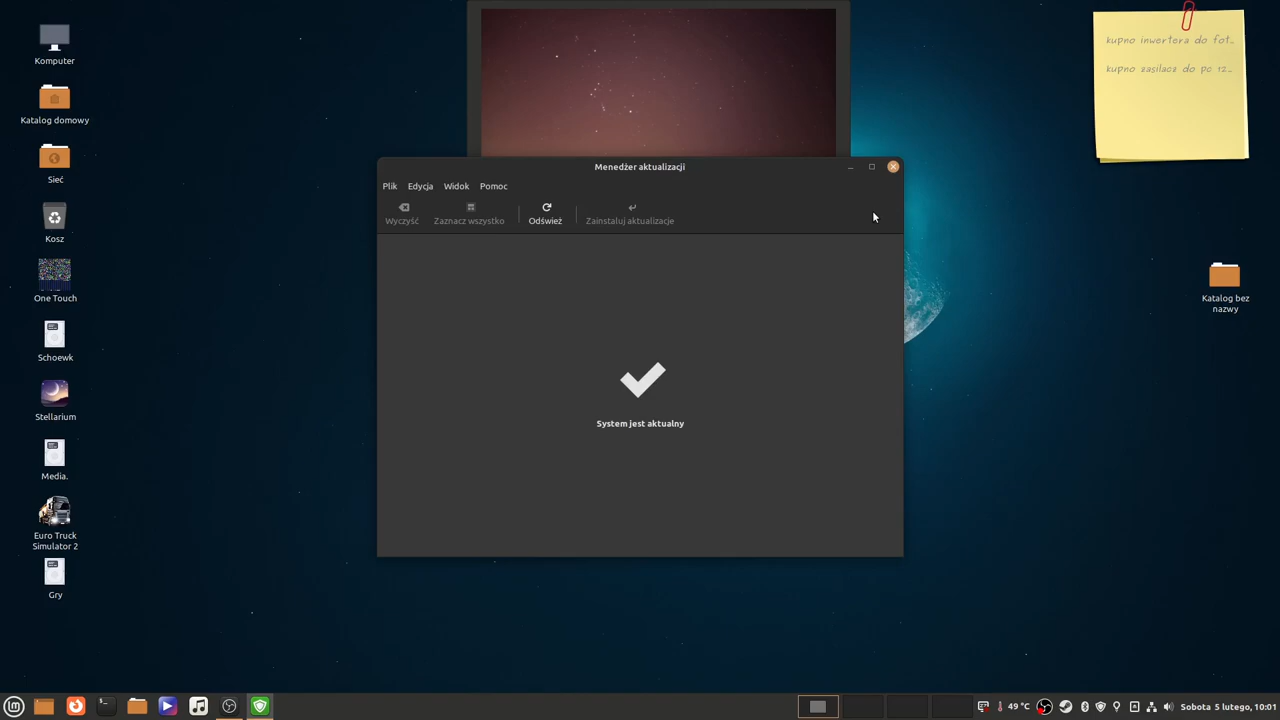 Komputer
Katalog domowy
Sieć
Kosz
One Touch
Schoewk
Stellarium
Media.
Euro Truck
Simulator 2
Gry
Menedżer aktualizacji
Plik Edycja Widok Pomoc
Wyczyść Zaznacz wszystko Odśwież Zainstaluj aktualizacje
System jest aktualny
kupno inwertera do fot...
kupno zasilacz do pc 12...
Katalog bez
nazwy
49 °C Sobota 5 lutego, 10:01